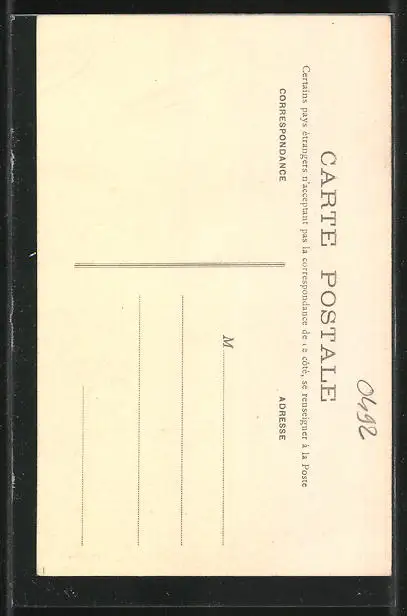 0492
CARTE POSTALE
Certains pays étrangers n'acceptant pas la correspondance de ce côté, se renseigner à la Poste
CORRESPONDANCE
ADRESSE
M